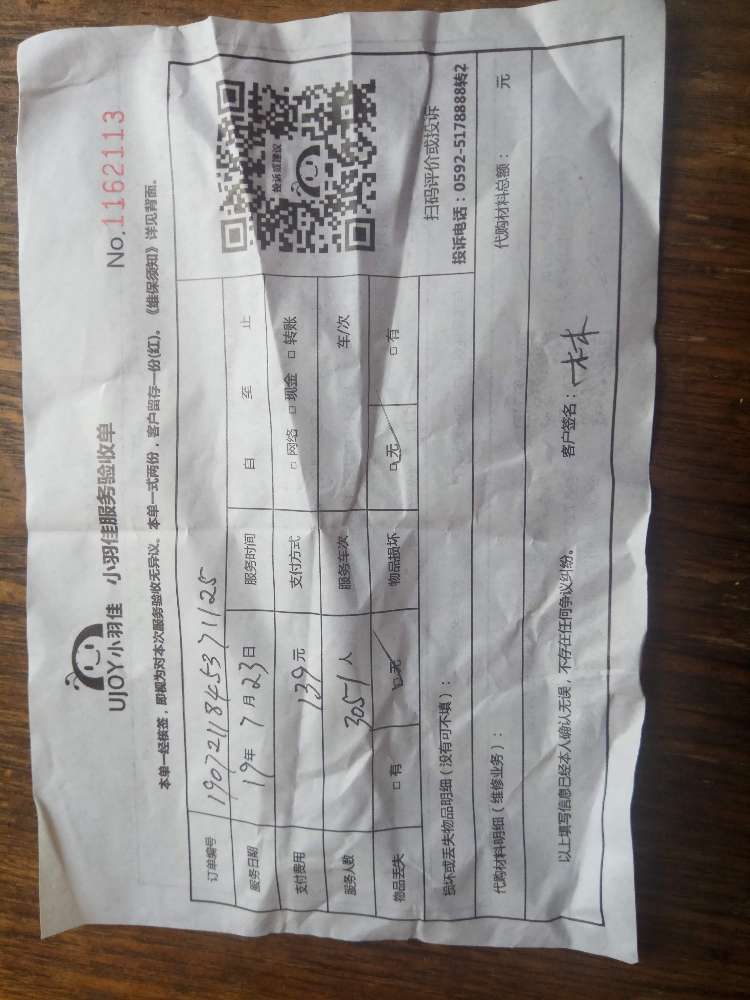 UJOY小羽佳 小羽佳服务验收单
No.1162113
本单一经核签，即视为对本次服务验收无异议。本单一式两份，客户留存一份(红)。《维保须知》详见背面。
订单编号 190721184537 1125
服务日期 19年 7月23日 服务时间 自 至 止
支付费用 139元 支付方式 □ 网络 □ 现金 □ 转账
服务人数 3051人 服务车次 车/次
物品丢失 □ 有 □ 无 物品损坏 □ 无 □ 有
投诉或建议
扫码评价或投诉
投诉电话：0592-5178888转2
损坏或丢失物品明细（没有可不填）：
代购材料明细（维修业务）： 代购材料总额： 元
以上填写信息已经本人确认无误，不存在任何争议纠纷。 客户签名：